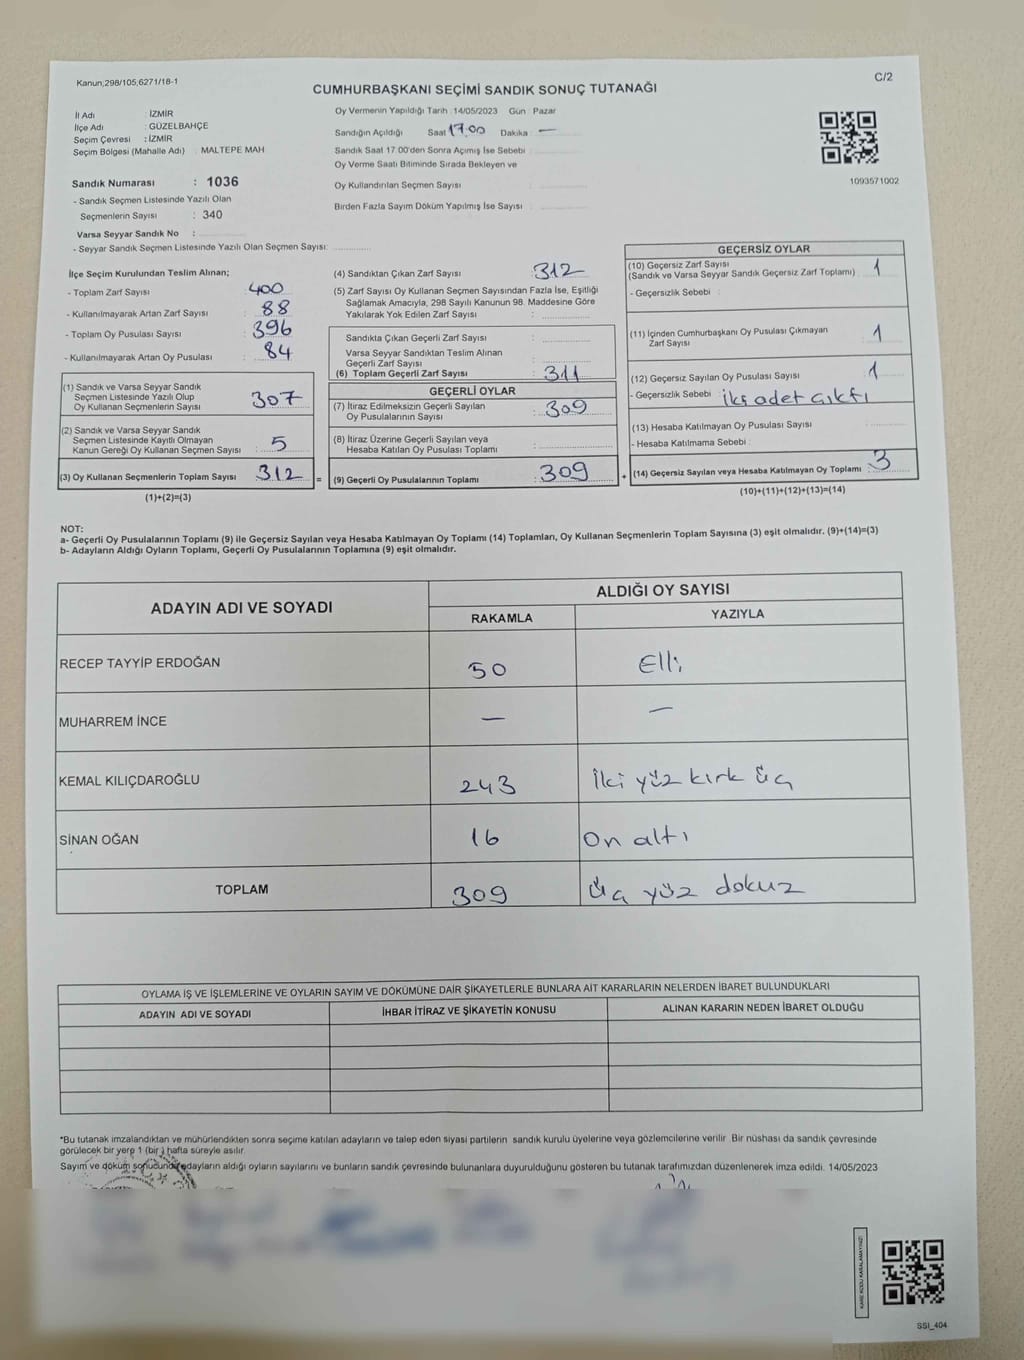 Kanun;298/105;6271/18-1
C/2
CUMHURBAŞKANI SEÇİMİ SANDIK SONUÇ TUTANAĞI
İl Adı : İZMİR
İlçe Adı : GÜZELBAHÇE
Seçim Çevresi : İZMİR
Seçim Bölgesi (Mahalle Adı) : MALTEPE MAH
Sandık Numarası : 1036
- Sandık Seçmen Listesinde Yazılı Olan
Seçmenlerin Sayısı : 340
Varsa Seyyar Sandık No :
- Seyyar Sandık Seçmen Listesinde Yazılı Olan Seçmen Sayısı:
Oy Vermenin Yapıldığı Tarih : 14/05/2023 Gün : Pazar
Sandığın Açıldığı Saat 17.00 Dakika : —
Sandık Saat 17:00'den Sonra Açmış İse Sebebi :
Oy Verme Saati Bitiminde Sırada Bekleyen ve
Oy Kullandırılan Seçmen Sayısı :
Birden Fazla Sayım Döküm Yapılmış İse Sayısı :
1093571002
İlçe Seçim Kurulundan Teslim Alınan;
- Toplam Zarf Sayısı : 400
- Kullanılmayarak Artan Zarf Sayısı : 88
- Toplam Oy Pusulası Sayısı : 396
- Kullanılmayarak Artan Oy Pusulası : 84
(1) Sandık ve Varsa Seyyar Sandık
Seçmen Listesinde Yazılı Olup
Oy Kullanan Seçmenlerin Sayısı : 307
(2) Sandık ve Varsa Seyyar Sandık
Seçmen Listesinde Kayıtlı Olmayan
Kanun Gereği Oy Kullanan Seçmen Sayısı : 5
(3) Oy Kullanan Seçmenlerin Toplam Sayısı : 312 =
(1)+(2)=(3)
(4) Sandıktan Çıkan Zarf Sayısı : 312
(5) Zarf Sayısı Oy Kullanan Seçmen Sayısından Fazla İse, Eşitliği
Sağlamak Amacıyla, 298 Sayılı Kanunun 98. Maddesine Göre
Yakılarak Yok Edilen Zarf Sayısı :
Sandıkta Çıkan Geçerli Zarf Sayısı :
Varsa Seyyar Sandıktan Teslim Alınan
Geçerli Zarf Sayısı :
(6) Toplam Geçerli Zarf Sayısı : 311
GEÇERLİ OYLAR
(7) İtiraz Edilmeksizin Geçerli Sayılan
Oy Pusulalarının Sayısı : 309
(8) İtiraz Üzerine Geçerli Sayılan veya
Hesaba Katılan Oy Pusulası Toplamı :
(9) Geçerli Oy Pusulalarının Toplamı : 309 +
GEÇERSİZ OYLAR
(10) Geçersiz Zarf Sayısı
(Sandık ve Varsa Seyyar Sandık Geçersiz Zarf Toplamı) : 1
- Geçersizlik Sebebi :
(11) İçinden Cumhurbaşkanı Oy Pusulası Çıkmayan
Zarf Sayısı : 1
(12) Geçersiz Sayılan Oy Pusulası Sayısı : 1
- Geçersizlik Sebebi : iki adet çıktı
(13) Hesaba Katılmayan Oy Pusulası Sayısı :
- Hesaba Katılmama Sebebi :
(14) Geçersiz Sayılan veya Hesaba Katılmayan Oy Toplamı : 3
(10)+(11)+(12)+(13)=(14)
NOT:
a- Geçerli Oy Pusulalarının Toplamı (9) ile Geçersiz Sayılan veya Hesaba Katılmayan Oy Toplamı (14) Toplamları, Oy Kullanan Seçmenlerin Toplam Sayısına (3) eşit olmalıdır. (9)+(14)=(3)
b- Adayların Aldığı Oyların Toplamı, Geçerli Oy Pusulalarının Toplamına (9) eşit olmalıdır.
ADAYIN ADI VE SOYADI
ALDIĞI OY SAYISI
RAKAMLA YAZIYLA
RECEP TAYYİP ERDOĞAN 50 Elli
MUHARREM İNCE — —
KEMAL KILIÇDAROĞLU 243 İki yüz kırk üç
SİNAN OĞAN 16 On altı
TOPLAM 309 üç yüz dokuz
OYLAMA İŞ VE İŞLEMLERİNE VE OYLARIN SAYIM VE DÖKÜMÜNE DAİR ŞİKAYETLERLE BUNLARA AİT KARARLARIN NELERDEN İBARET BULUNDUKLARI
ADAYIN ADI VE SOYADI İHBAR İTİRAZ VE ŞİKAYETİN KONUSU ALINAN KARARIN NEDEN İBARET OLDUĞU
*Bu tutanak imzalandıktan ve mühürlendikten sonra seçime katılan adayların ve talep eden siyasi partilerin sandık kurulu üyelerine veya gözlemcilerine verilir. Bir nüshası da sandık çevresinde
görülecek bir yere 1 (bir) hafta süreyle asılır.
Sayım ve döküm sonucunda adayların aldığı oyların sayılarını ve bunların sandık çevresinde bulunanlara duyurulduğunu gösteren bu tutanak tarafımızdan düzenlenerek imza edildi. 14/05/2023
KARE KODU KARALAMAYINIZ!
SSI_404